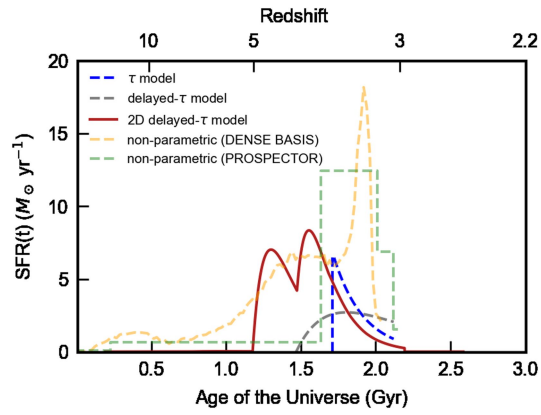 Redshift
10 5 3 2.2
20
15
10
5
0
SFR(t) (M⊙ yr⁻¹)
τ model
delayed-τ model
2D delayed-τ model
non-parametric (DENSE BASIS)
non-parametric (PROSPECTOR)
0.5 1.0 1.5 2.0 2.5 3.0
Age of the Universe (Gyr)